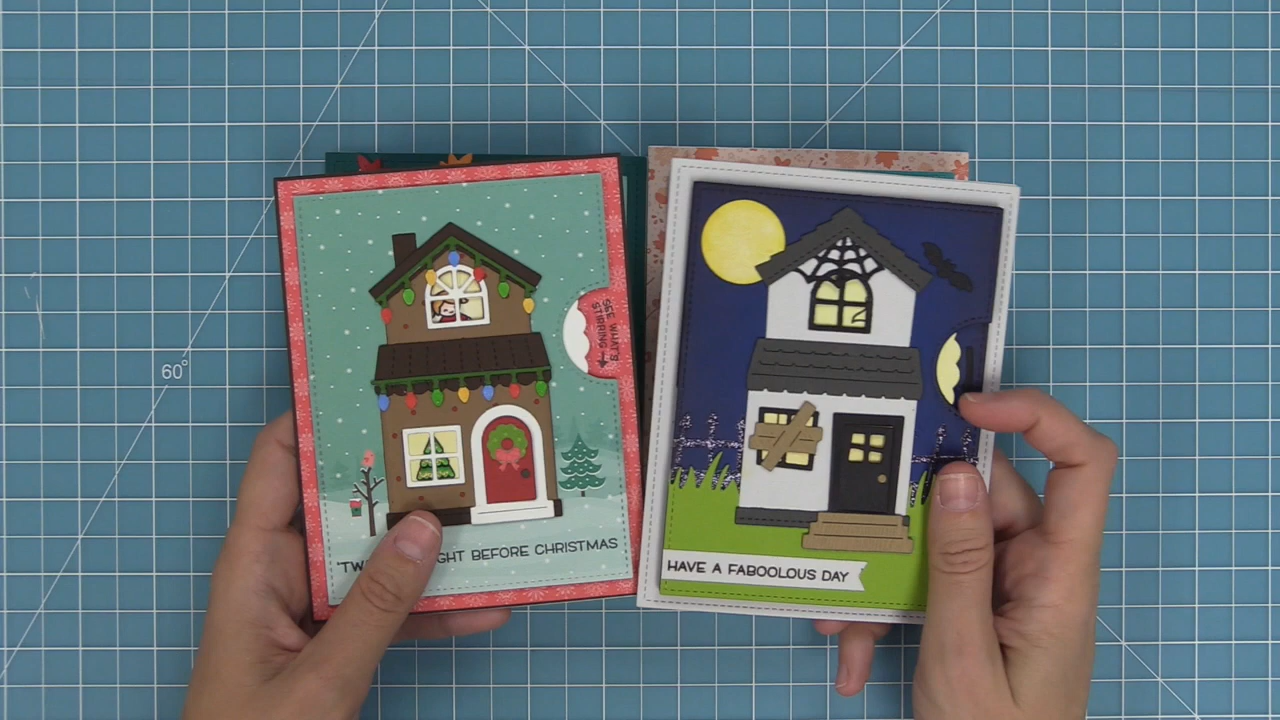 SEE WHAT'S
STIRRING
'TW GHT BEFORE CHRISTMAS
HAVE A FABOOLOUS DAY
60°